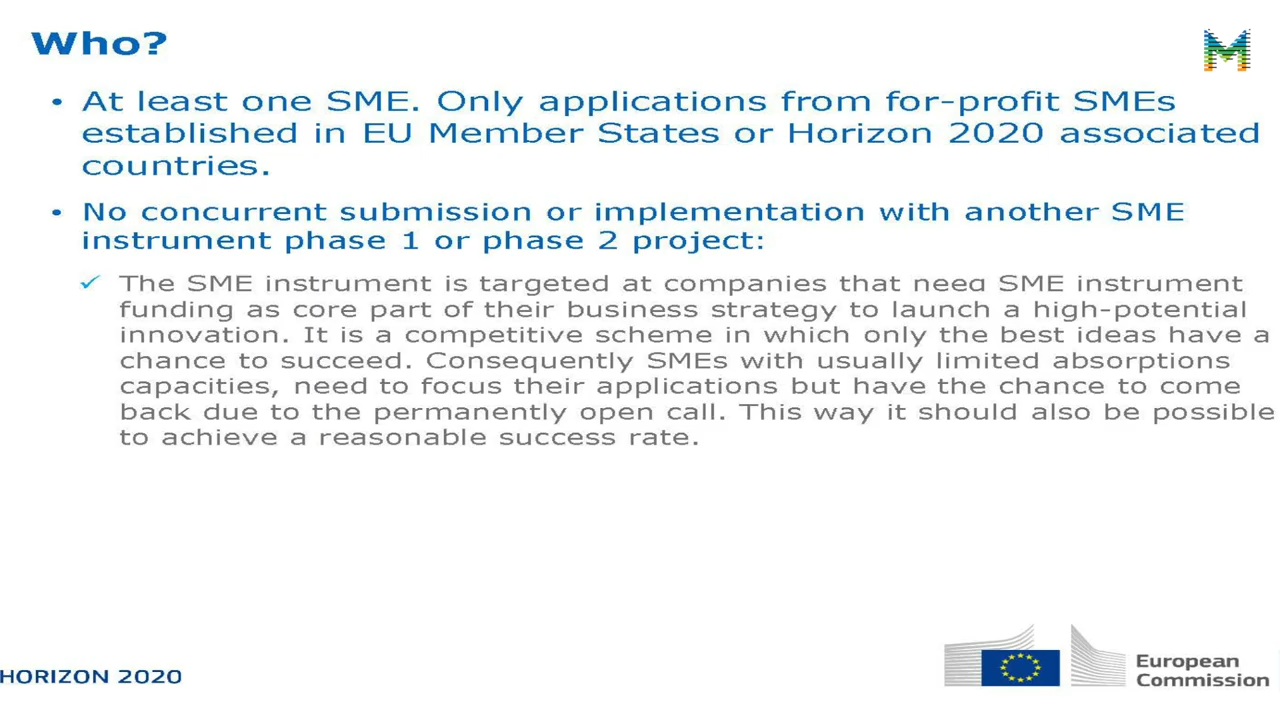 Who?
M
• At least one SME. Only applications from for-profit SMEs
established in EU Member States or Horizon 2020 associated
countries.
• No concurrent submission or implementation with another SME
instrument phase 1 or phase 2 project:
✓ The SME instrument is targeted at companies that need SME instrument
funding as core part of their business strategy to launch a high-potential
innovation. It is a competitive scheme in which only the best ideas have a
chance to succeed. Consequently SMEs with usually limited absorptions
capacities, need to focus their applications but have the chance to come
back due to the permanently open call. This way it should also be possible
to achieve a reasonable success rate.
HORIZON 2020
European
Commission